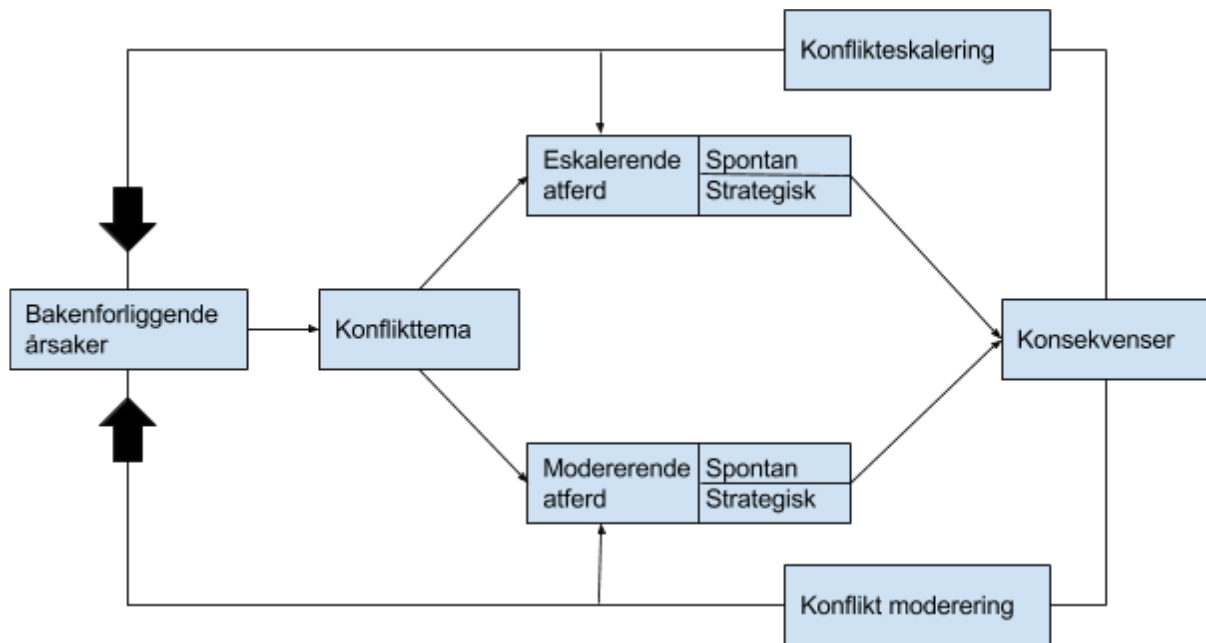 Konflikteskalering
Eskalerende
atferd
Spontan
Strategisk
Bakenforliggende
årsaker
Konflikttema
Konsekvenser
Modererende
atferd
Spontan
Strategisk
Konflikt moderering